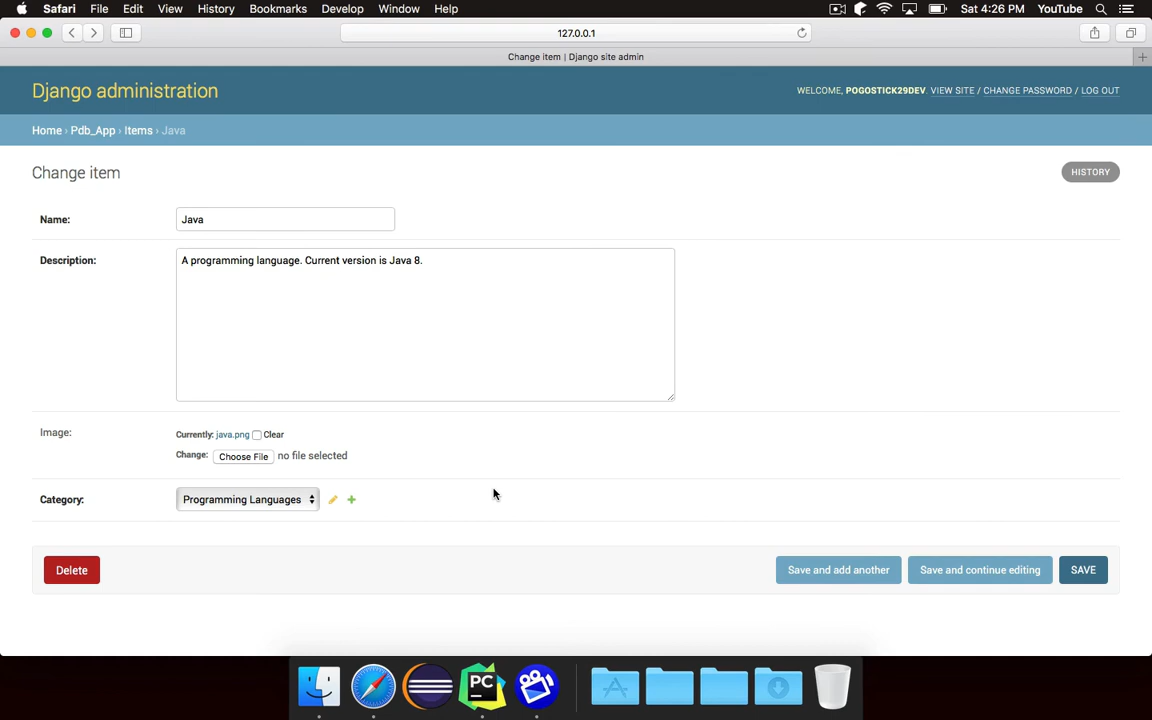 Safari File Edit View History Bookmarks Develop Window Help Sat 4:26 PM YouTube
127.0.0.1
Change item | Django site admin
Django administration
WELCOME, POGOSTICK29DEV. VIEW SITE / CHANGE PASSWORD / LOG OUT
Home › Pdb_App › Items › Java
Change item
HISTORY
Name:
Java
Description:
A programming language. Current version is Java 8.
Image:
Currently: java.png Clear
Change: Choose File no file selected
Category:
Programming Languages
Delete
Save and add another
Save and continue editing
SAVE
PC